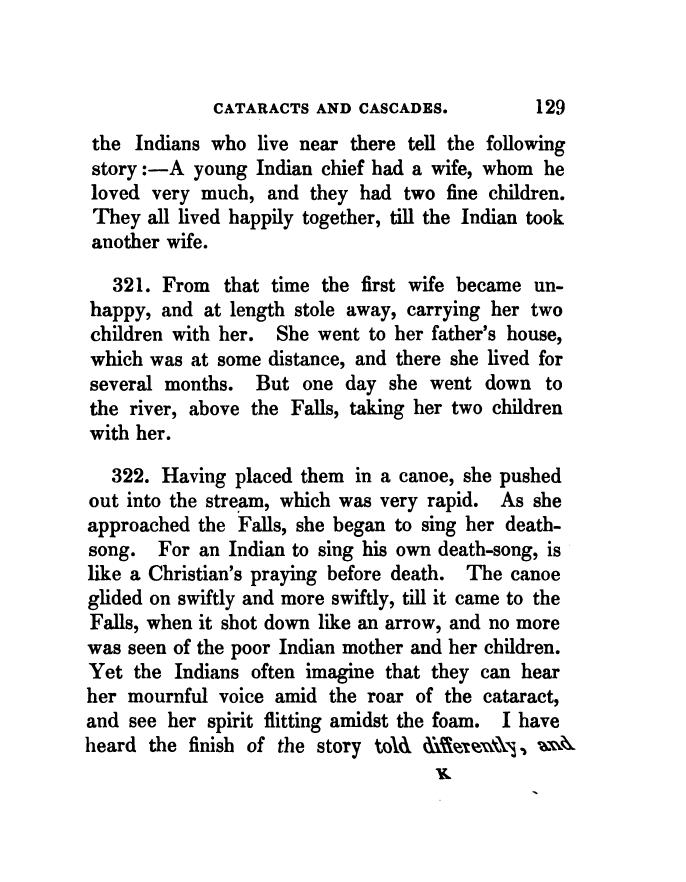 CATARACTS AND CASCADES. 129
the Indians who live near there tell the following
story:—A young Indian chief had a wife, whom he
loved very much, and they had two fine children.
They all lived happily together, till the Indian took
another wife.
321. From that time the first wife became un-
happy, and at length stole away, carrying her two
children with her. She went to her father's house,
which was at some distance, and there she lived for
several months. But one day she went down to
the river, above the Falls, taking her two children
with her.
322. Having placed them in a canoe, she pushed
out into the stream, which was very rapid. As she
approached the Falls, she began to sing her death-
song. For an Indian to sing his own death-song, is
like a Christian's praying before death. The canoe
glided on swiftly and more swiftly, till it came to the
Falls, when it shot down like an arrow, and no more
was seen of the poor Indian mother and her children.
Yet the Indians often imagine that they can hear
her mournful voice amid the roar of the cataract,
and see her spirit flitting amidst the foam. I have
heard the finish of the story told differently, and
K